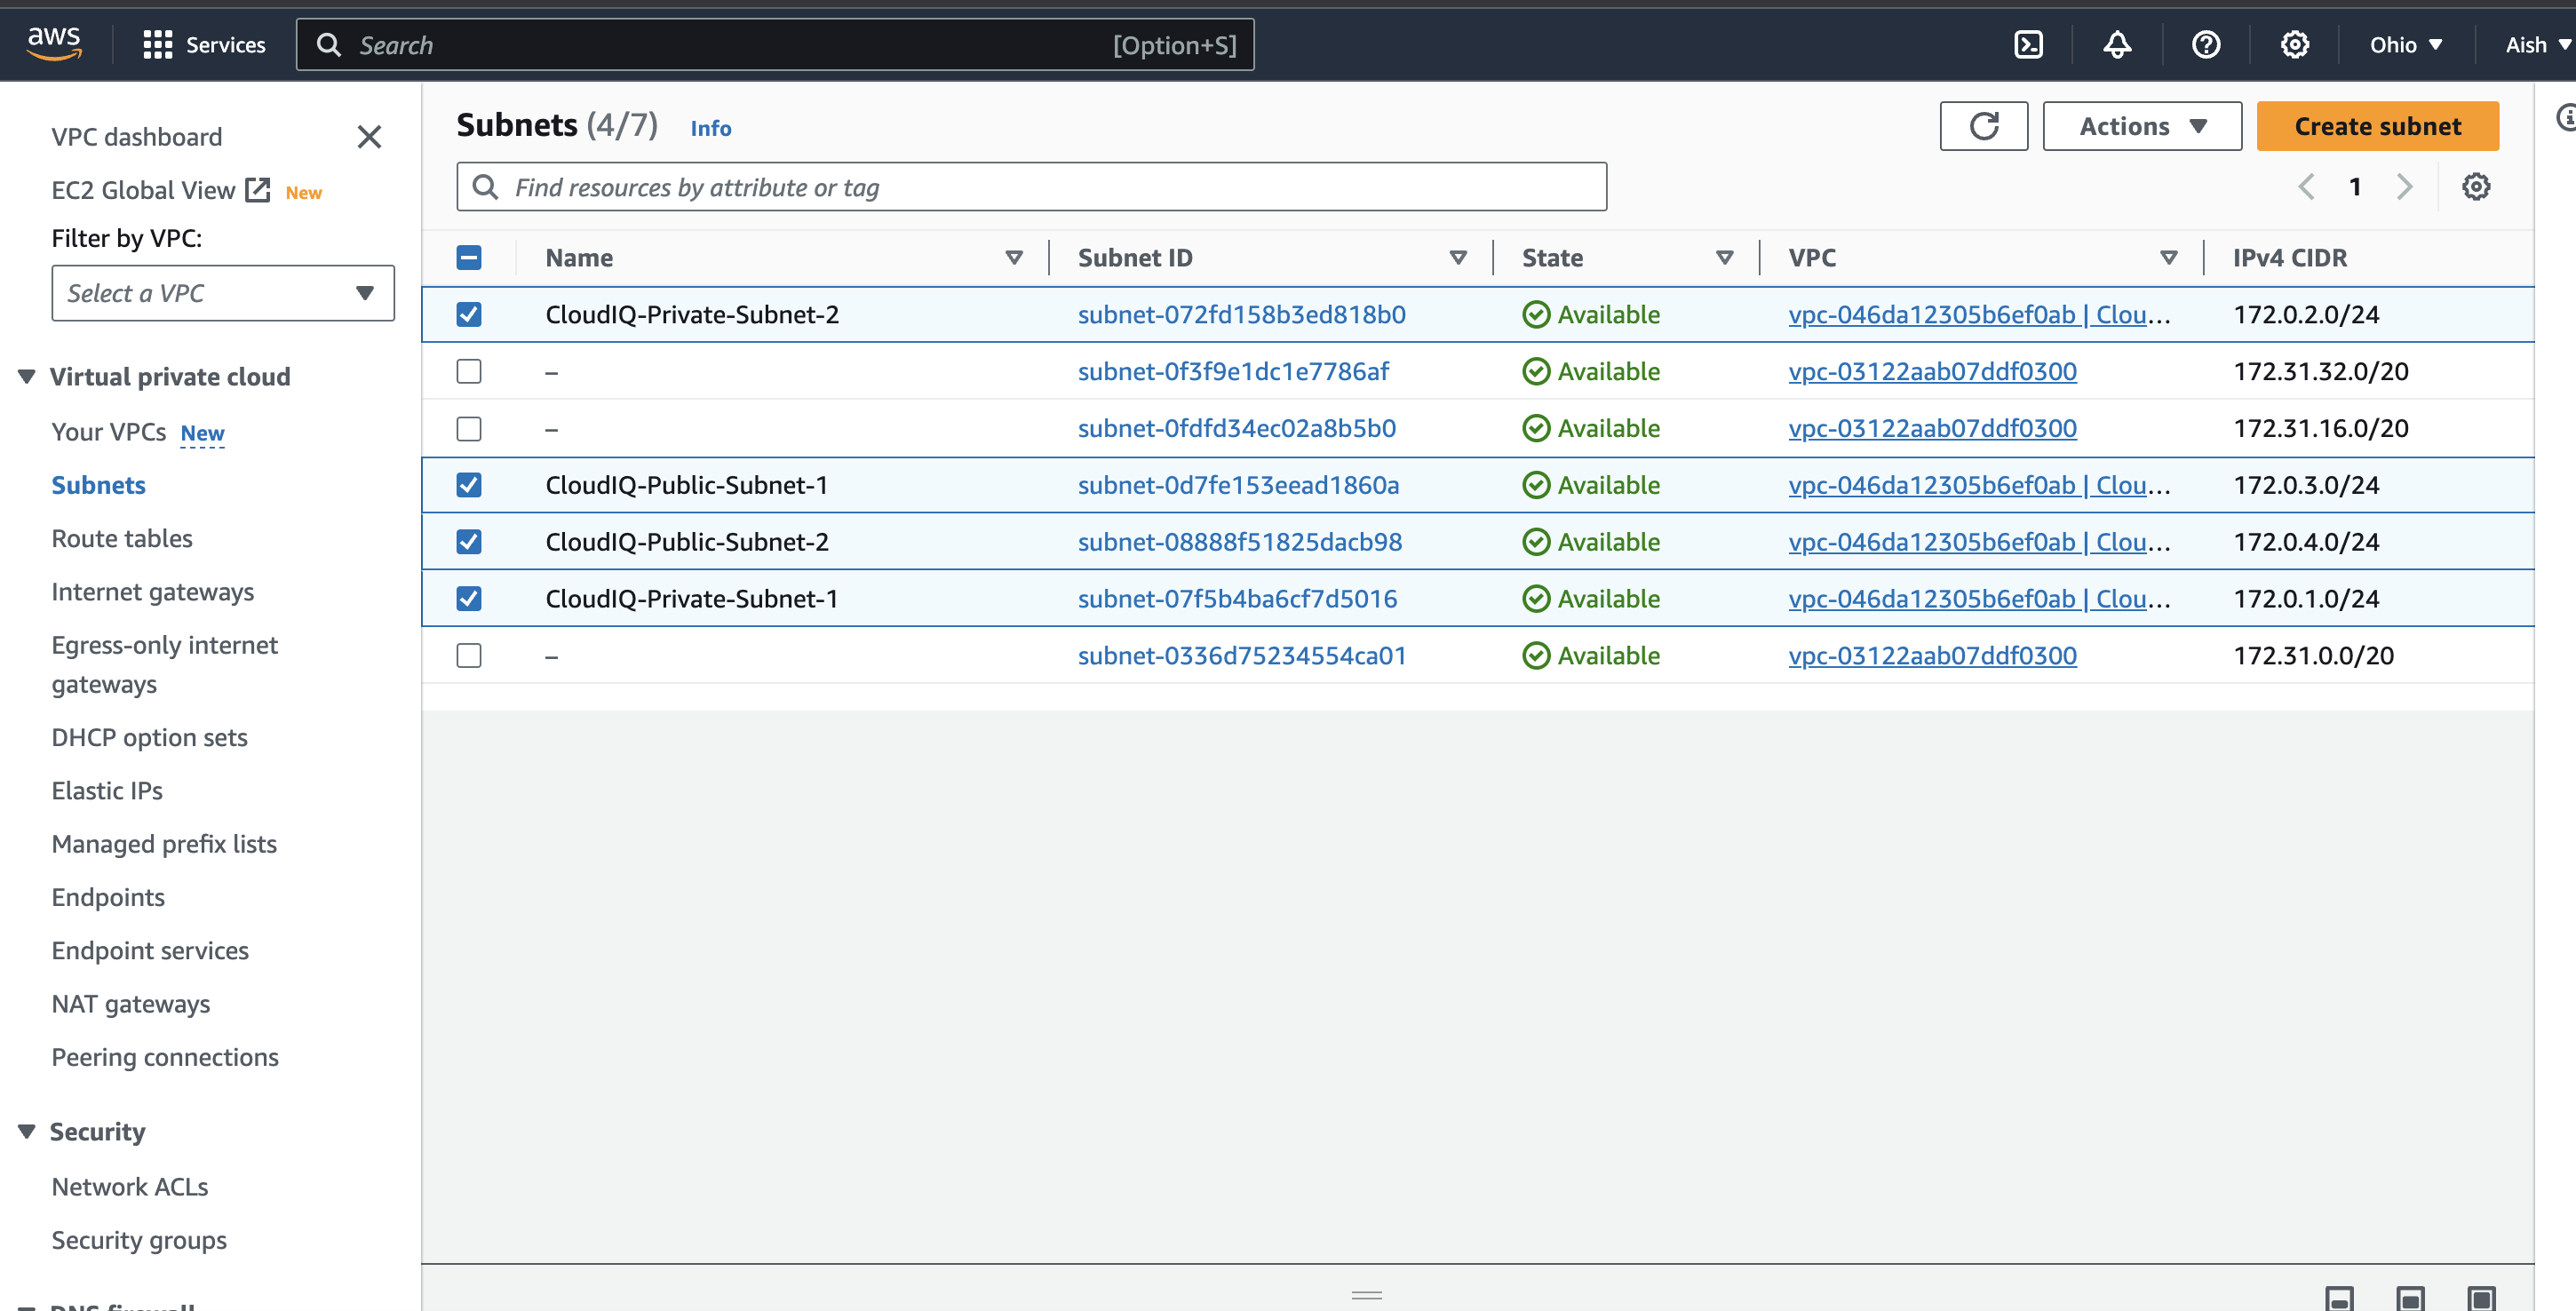 aws Services Search [Option+S] Ohio Aish
VPC dashboard
EC2 Global View New
Filter by VPC:
Select a VPC
Virtual private cloud
Your VPCs New
Subnets
Route tables
Internet gateways
Egress-only internet
gateways
DHCP option sets
Elastic IPs
Managed prefix lists
Endpoints
Endpoint services
NAT gateways
Peering connections
Security
Network ACLs
Security groups
DNS firewall
Subnets (4/7) Info Actions Create subnet
Find resources by attribute or tag 1
Name Subnet ID State VPC IPv4 CIDR
CloudIQ-Private-Subnet-2 subnet-072fd158b3ed818b0 Available vpc-046da12305b6ef0ab | Clou... 172.0.2.0/24
– subnet-0f3f9e1dc1e7786af Available vpc-03122aab07ddf0300 172.31.32.0/20
– subnet-0fdfd34ec02a8b5b0 Available vpc-03122aab07ddf0300 172.31.16.0/20
CloudIQ-Public-Subnet-1 subnet-0d7fe153eead1860a Available vpc-046da12305b6ef0ab | Clou... 172.0.3.0/24
CloudIQ-Public-Subnet-2 subnet-08888f51825dacb98 Available vpc-046da12305b6ef0ab | Clou... 172.0.4.0/24
CloudIQ-Private-Subnet-1 subnet-07f5b4ba6cf7d5016 Available vpc-046da12305b6ef0ab | Clou... 172.0.1.0/24
– subnet-0336d75234554ca01 Available vpc-03122aab07ddf0300 172.31.0.0/20